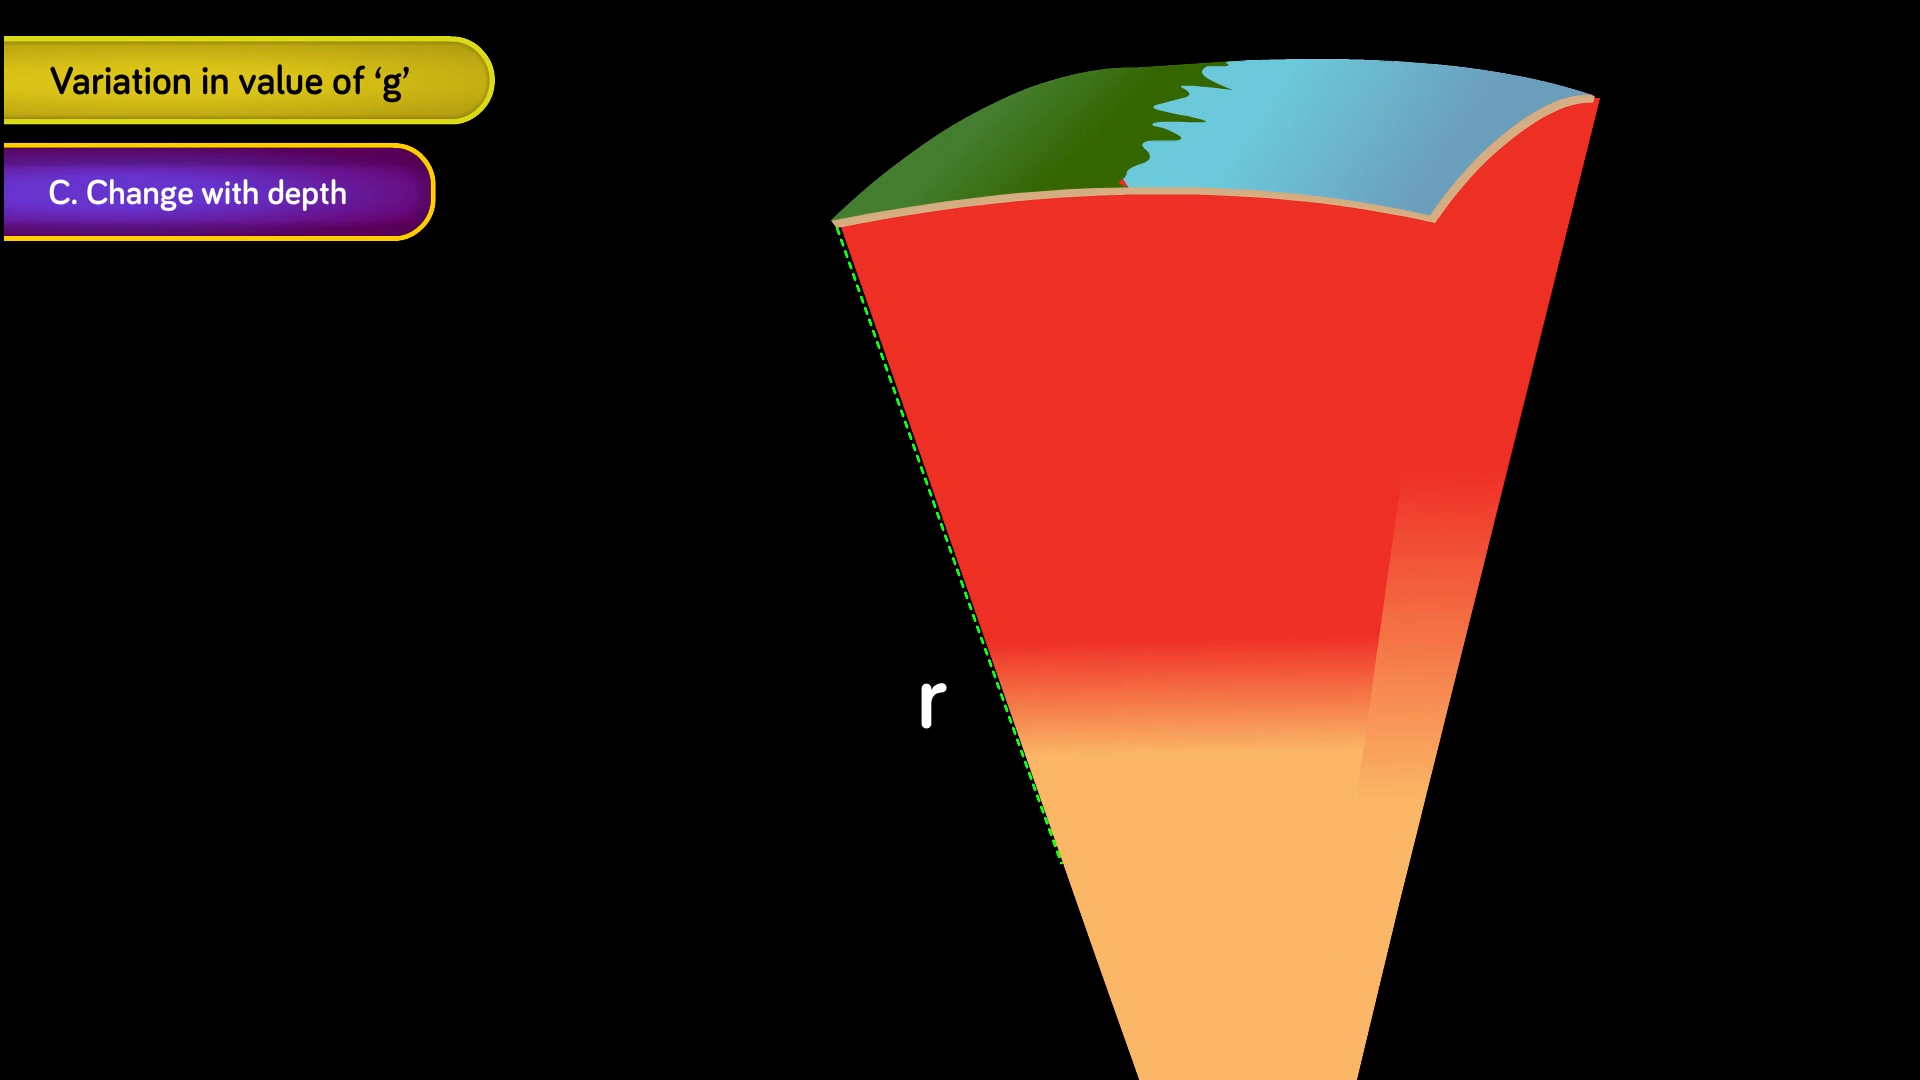 Variation in value of ‘g’
C. Change with depth
r